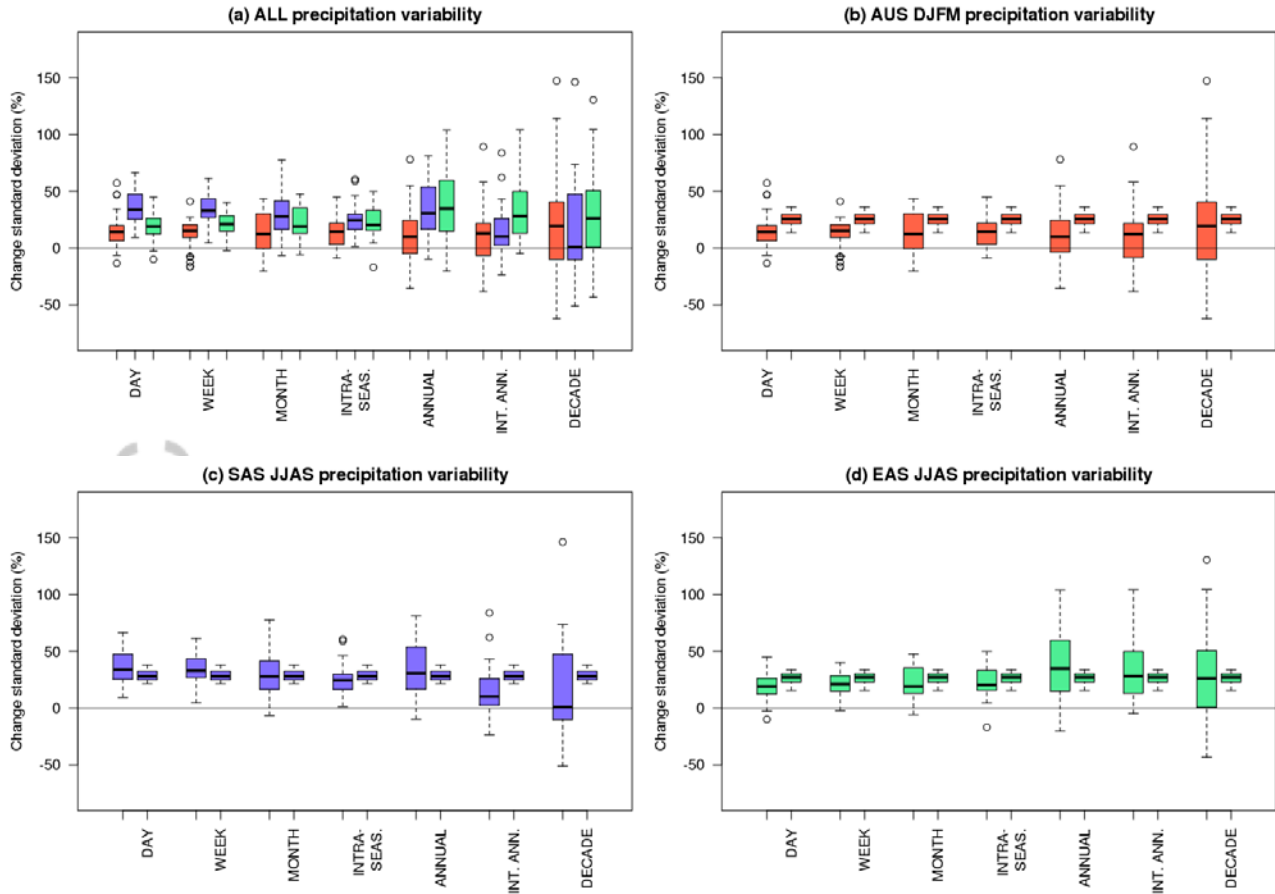 (a) ALL precipitation variability
Change standard deviation (%)
150
100
50
0
-50
DAY
WEEK
MONTH
INTRA-
SEAS.
ANNUAL
INT. ANN.
DECADE
(b) AUS DJFM precipitation variability
Change standard deviation (%)
150
100
50
0
-50
DAY
WEEK
MONTH
INTRA-
SEAS.
ANNUAL
INT. ANN.
DECADE
(c) SAS JJAS precipitation variability
Change standard deviation (%)
150
100
50
0
-50
DAY
WEEK
MONTH
INTRA-
SEAS.
ANNUAL
INT. ANN.
DECADE
(d) EAS JJAS precipitation variability
Change standard deviation (%)
150
100
50
0
-50
DAY
WEEK
MONTH
INTRA-
SEAS.
ANNUAL
INT. ANN.
DECADE